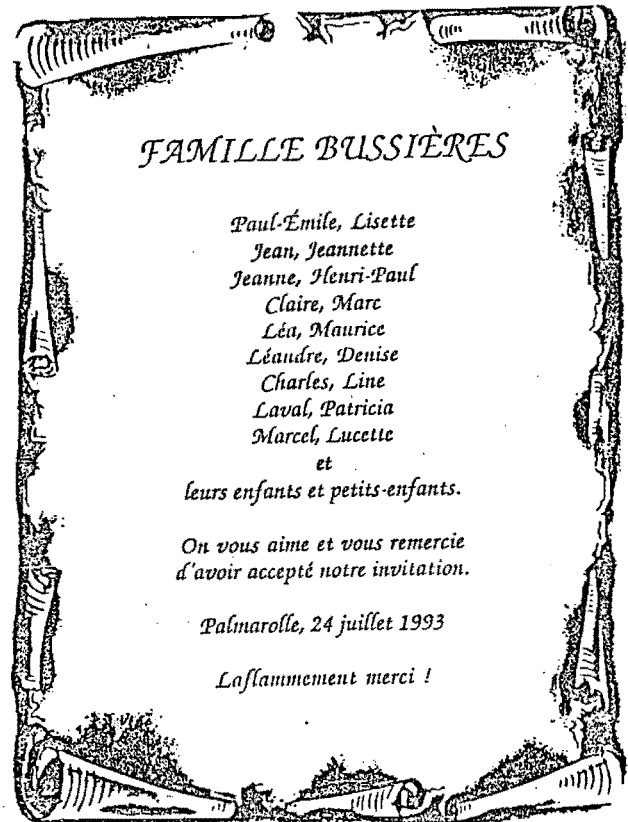 FAMILLE BUSSIÈRES
Paul-Émile, Lisette
Jean, Jeannette
Jeanne, Henri-Paul
Claire, Marc
Léa, Maurice
Léandre, Denise
Charles, Line
Laval, Patricia
Marcel, Lucette
et
leurs enfants et petits-enfants.
On vous aime et vous remercie
d'avoir accepté notre invitation.
Palmarolle, 24 juillet 1993
Laflammement merci !